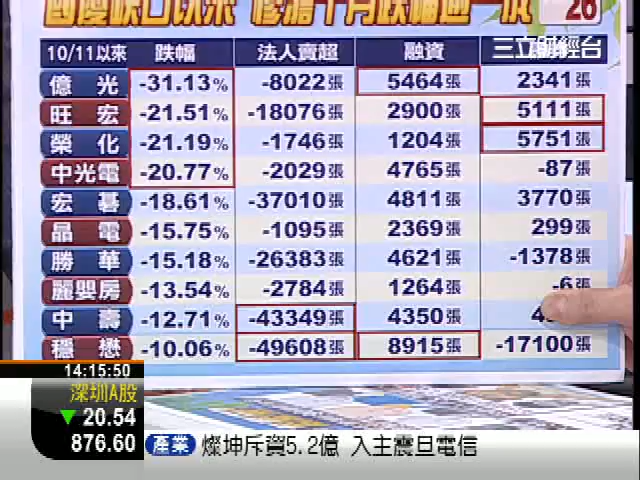 國慶缺口以來 慘澹十月跌幅逾一成
26
三立財經台
10/11以來 跌幅 法人賣超 融資
億光 -31.13% -8022張 5464張 2341張
旺宏 -21.51% -18076張 2900張 5111張
榮化 -21.19% -1746張 1204張 5751張
中光電 -20.77% -2029張 4765張 -87張
宏碁 -18.61% -37010張 4811張 3770張
晶電 -15.75% -1095張 2369張 299張
勝華 -15.18% -26383張 4621張 -1378張
麗嬰房 -13.54% -2784張 1264張 -6張
中壽 -12.71% -43349張 4350張
穩懋 -10.06% -49608張 8915張 -17100張
14:15:50
深圳A股
▼20.54
876.60
產業 燦坤斥資5.2億 入主震旦電信